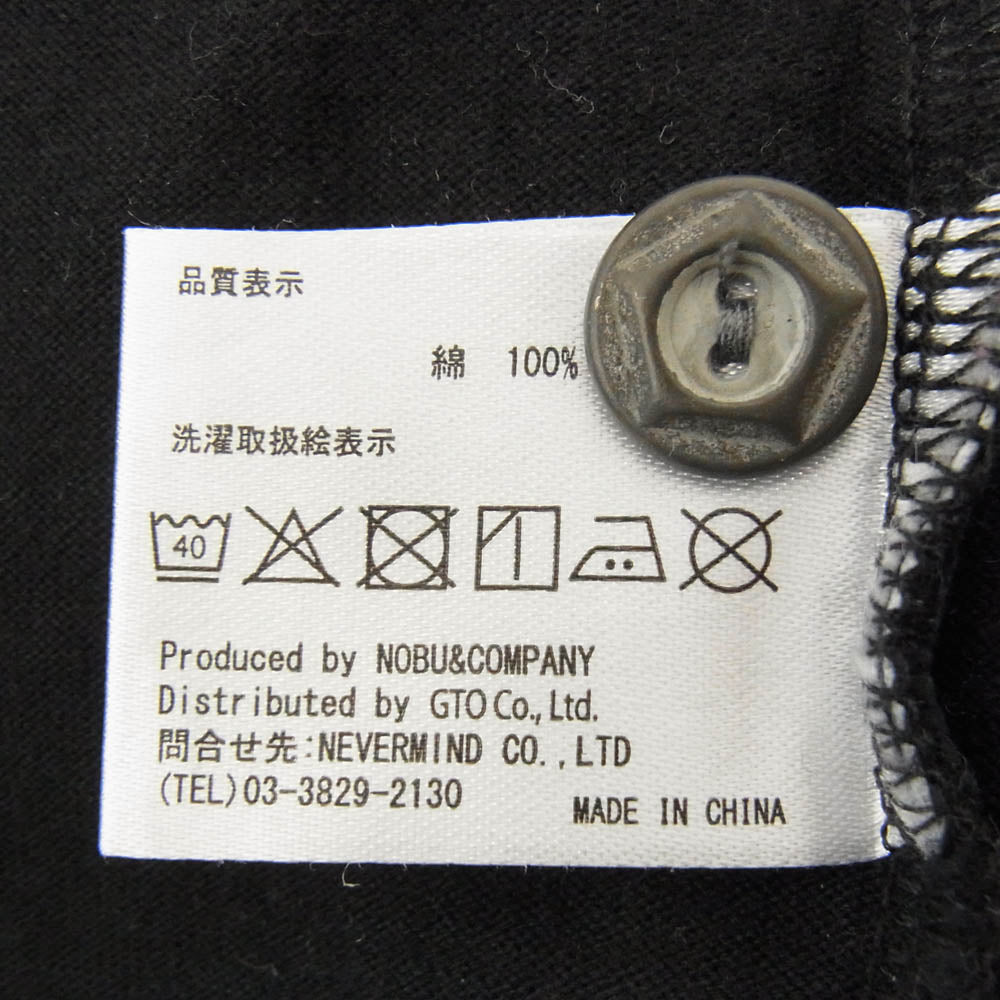 品質表示
綿 100%
洗濯取扱絵表示
40
Produced by NOBU&COMPANY
Distributed by GTO Co.,Ltd.
問合せ先:NEVERMIND CO.,LTD
(TEL)03-3829-2130
MADE IN CHINA